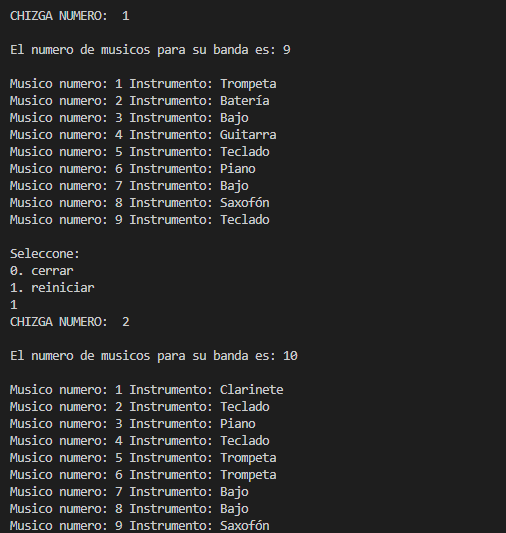 CHIZGA NUMERO:  1
El numero de musicos para su banda es: 9
Musico numero: 1 Instrumento: Trompeta
Musico numero: 2 Instrumento: Batería
Musico numero: 3 Instrumento: Bajo
Musico numero: 4 Instrumento: Guitarra
Musico numero: 5 Instrumento: Teclado
Musico numero: 6 Instrumento: Piano
Musico numero: 7 Instrumento: Bajo
Musico numero: 8 Instrumento: Saxofón
Musico numero: 9 Instrumento: Teclado
Seleccone:
0. cerrar
1. reiniciar
1
CHIZGA NUMERO:  2
El numero de musicos para su banda es: 10
Musico numero: 1 Instrumento: Clarinete
Musico numero: 2 Instrumento: Teclado
Musico numero: 3 Instrumento: Piano
Musico numero: 4 Instrumento: Teclado
Musico numero: 5 Instrumento: Trompeta
Musico numero: 6 Instrumento: Trompeta
Musico numero: 7 Instrumento: Bajo
Musico numero: 8 Instrumento: Bajo
Musico numero: 9 Instrumento: Saxofón